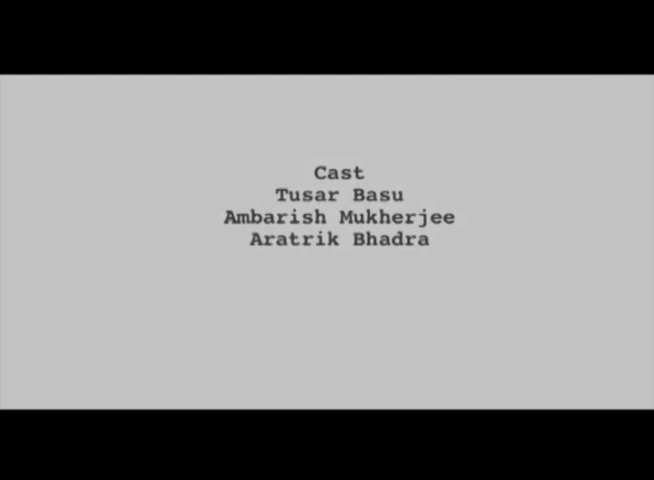 Cast
Tusar Basu
Ambarish Mukherjee
Aratrik Bhadra